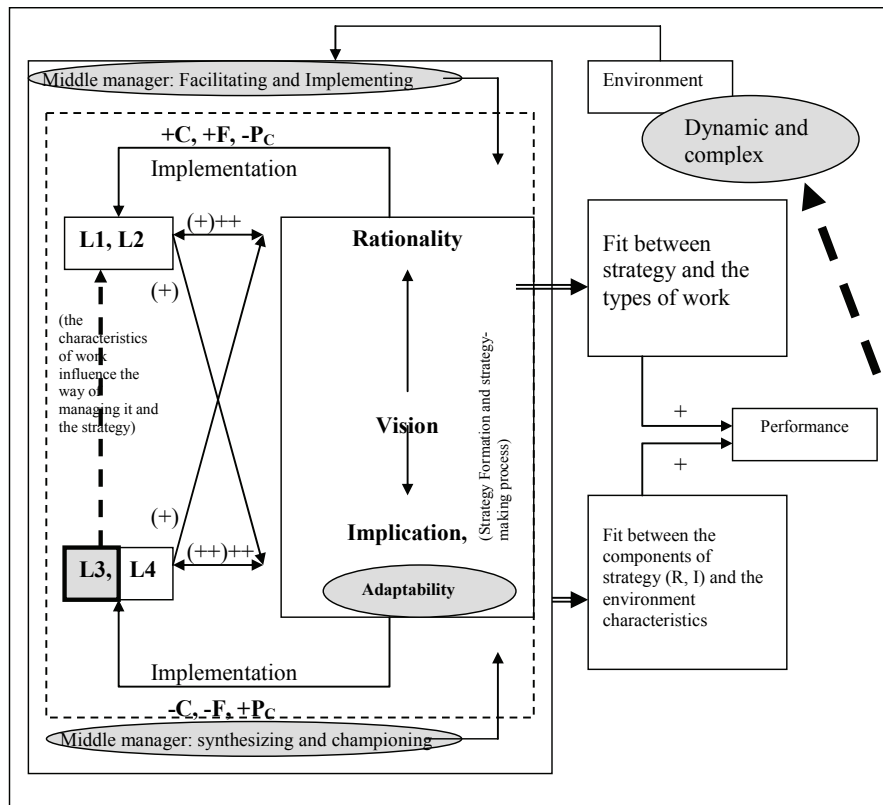 Middle manager: Facilitating and Implementing
Environment
Dynamic and
complex
+C, +F, -PC
Implementation
L1, L2
(+)++
Rationality
Fit between
strategy and the
types of work
(+)
(the
characteristics
of work
influence the
way of
managing it and
the strategy)
Vision
(Strategy Formation and strategy-
making process)
+
Performance
+
(+)
Implication,
(++)++
L3, L4
Adaptability
Fit between the
components of
strategy (R, I) and the
environment
characteristics
Implementation
-C, -F, +PC
Middle manager: synthesizing and championing